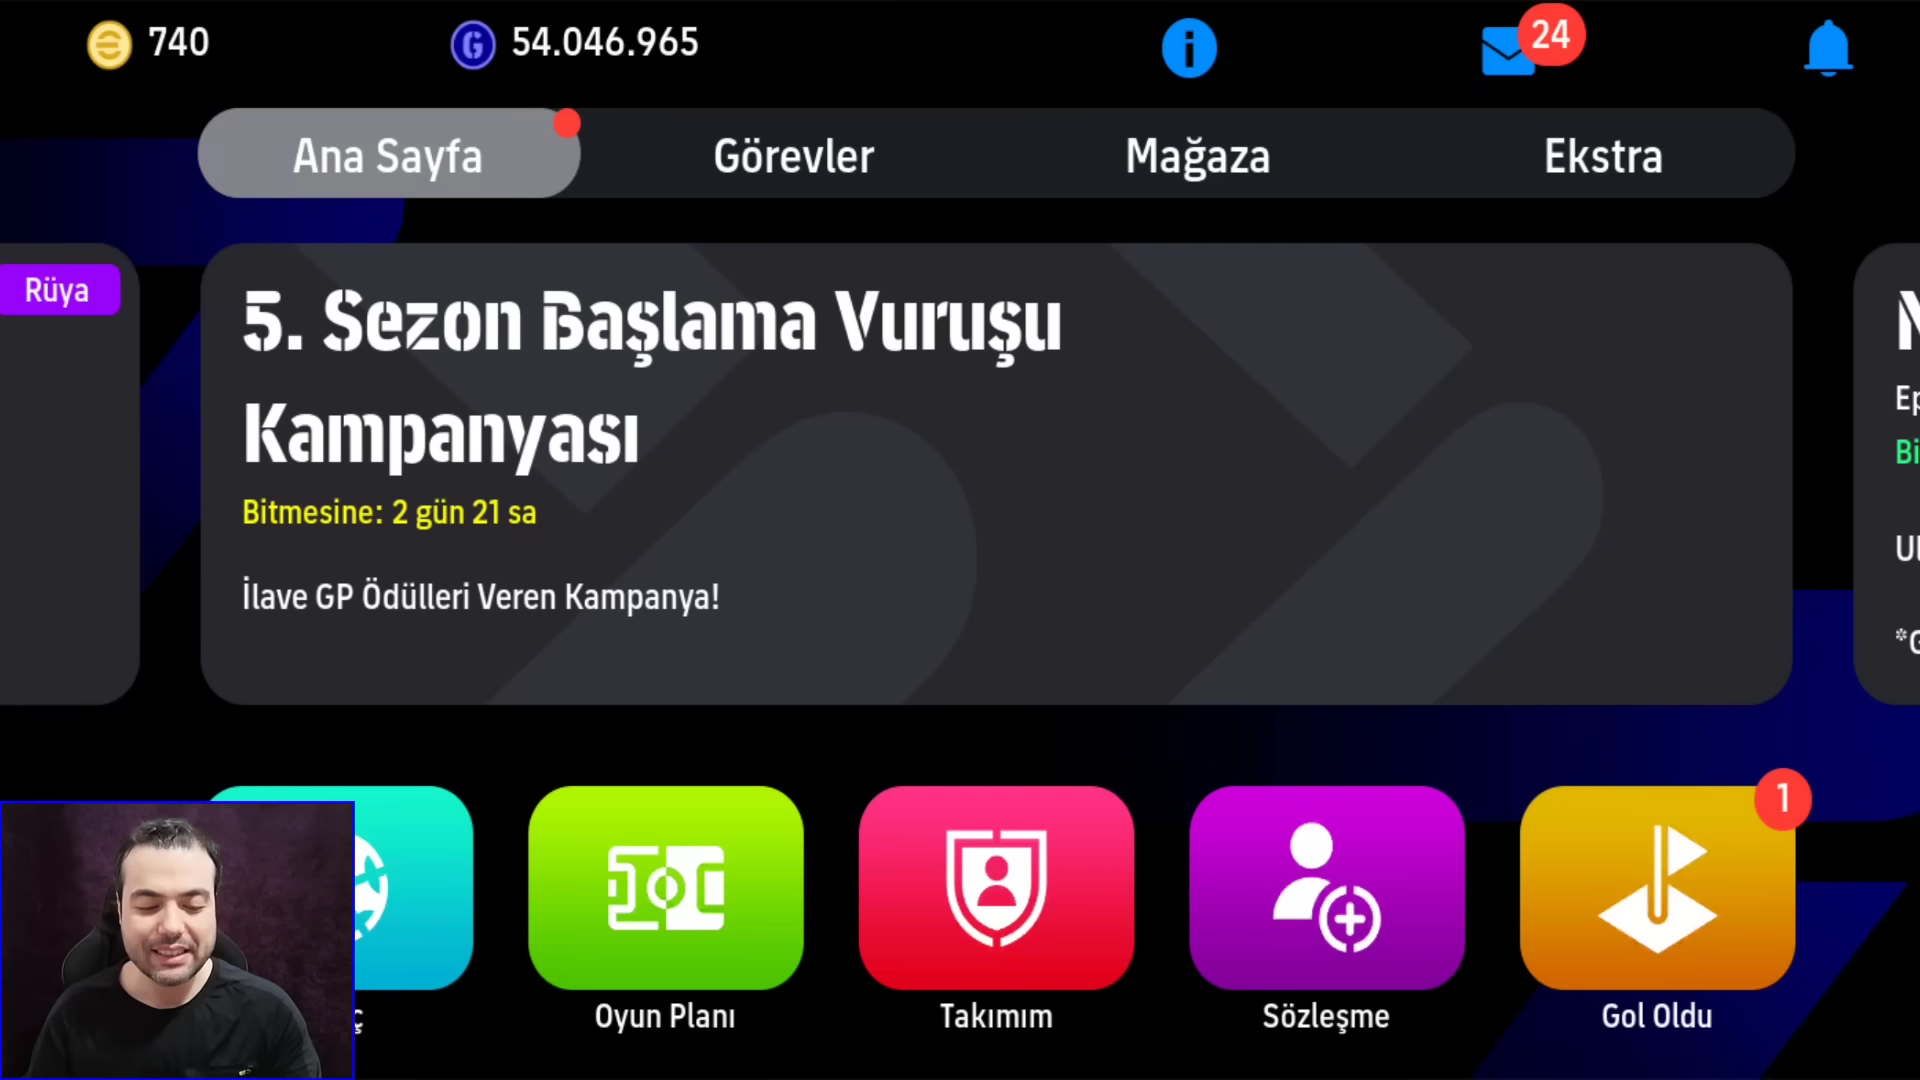 740
54.046.965
24
Ana Sayfa
Görevler
Mağaza
Ekstra
Rüya
5. Sezon Başlama Vuruşu
Kampanyası
Bitmesine: 2 gün 21 sa
İlave GP Ödülleri Veren Kampanya!
1
Oyun Planı
Takımım
Sözleşme
Gol Oldu